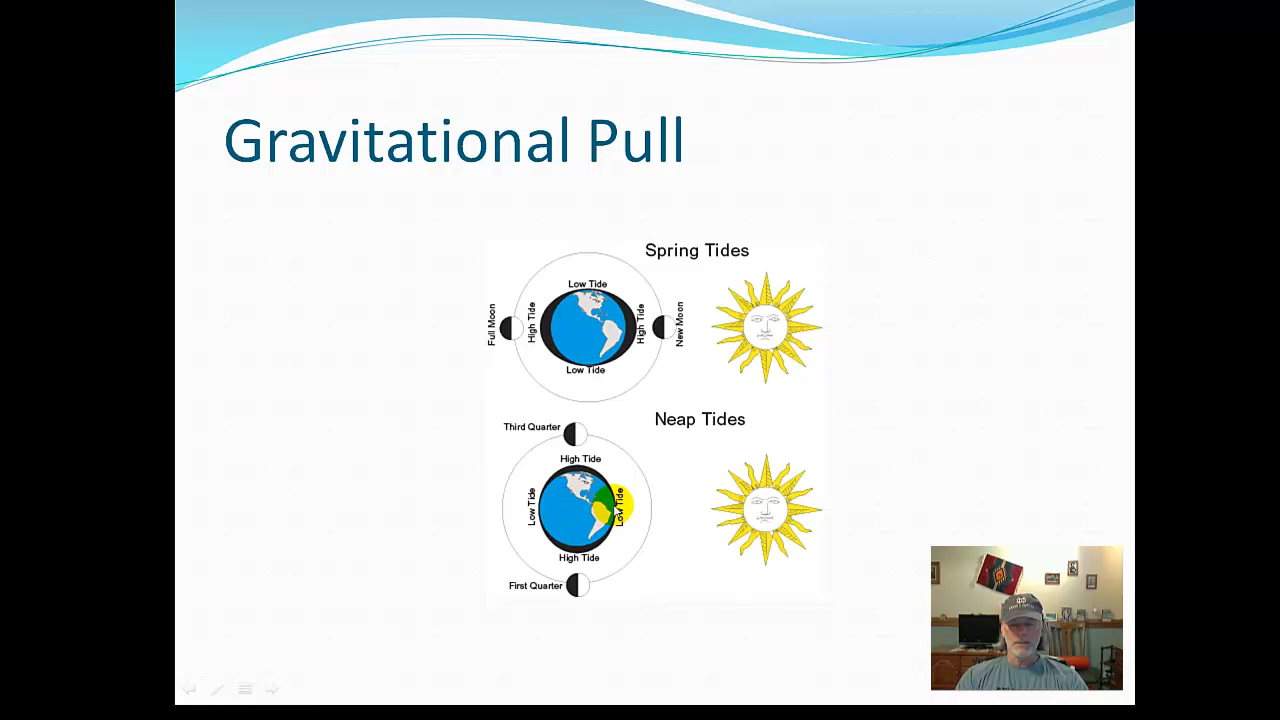 Gravitational Pull
Spring Tides
Low Tide
Full Moon
High Tide
High Tide
New Moon
Low Tide
Neap Tides
Third Quarter
High Tide
Low Tide
Low Tide
High Tide
First Quarter